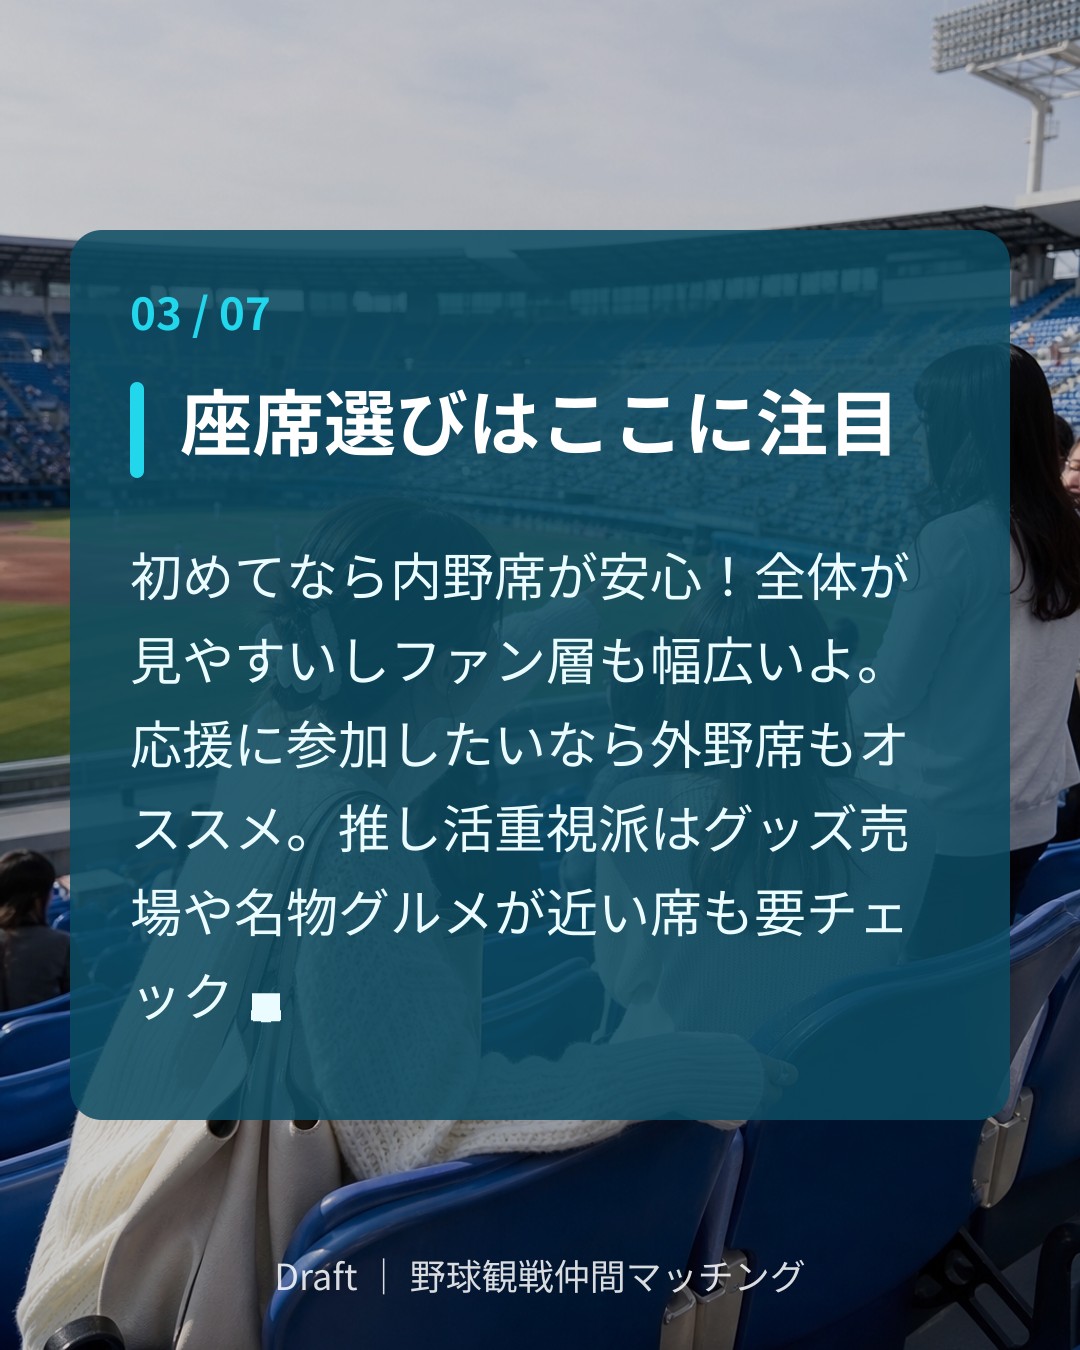 03 / 07
座席選びはここに注目
初めてなら内野席が安心！全体が
見やすいしファン層も幅広いよ。
応援に参加したいなら外野席もオ
ススメ。推し活重視派はグッズ売
場や名物グルメが近い席も要チェ
ック
Draft ｜ 野球観戦仲間マッチング